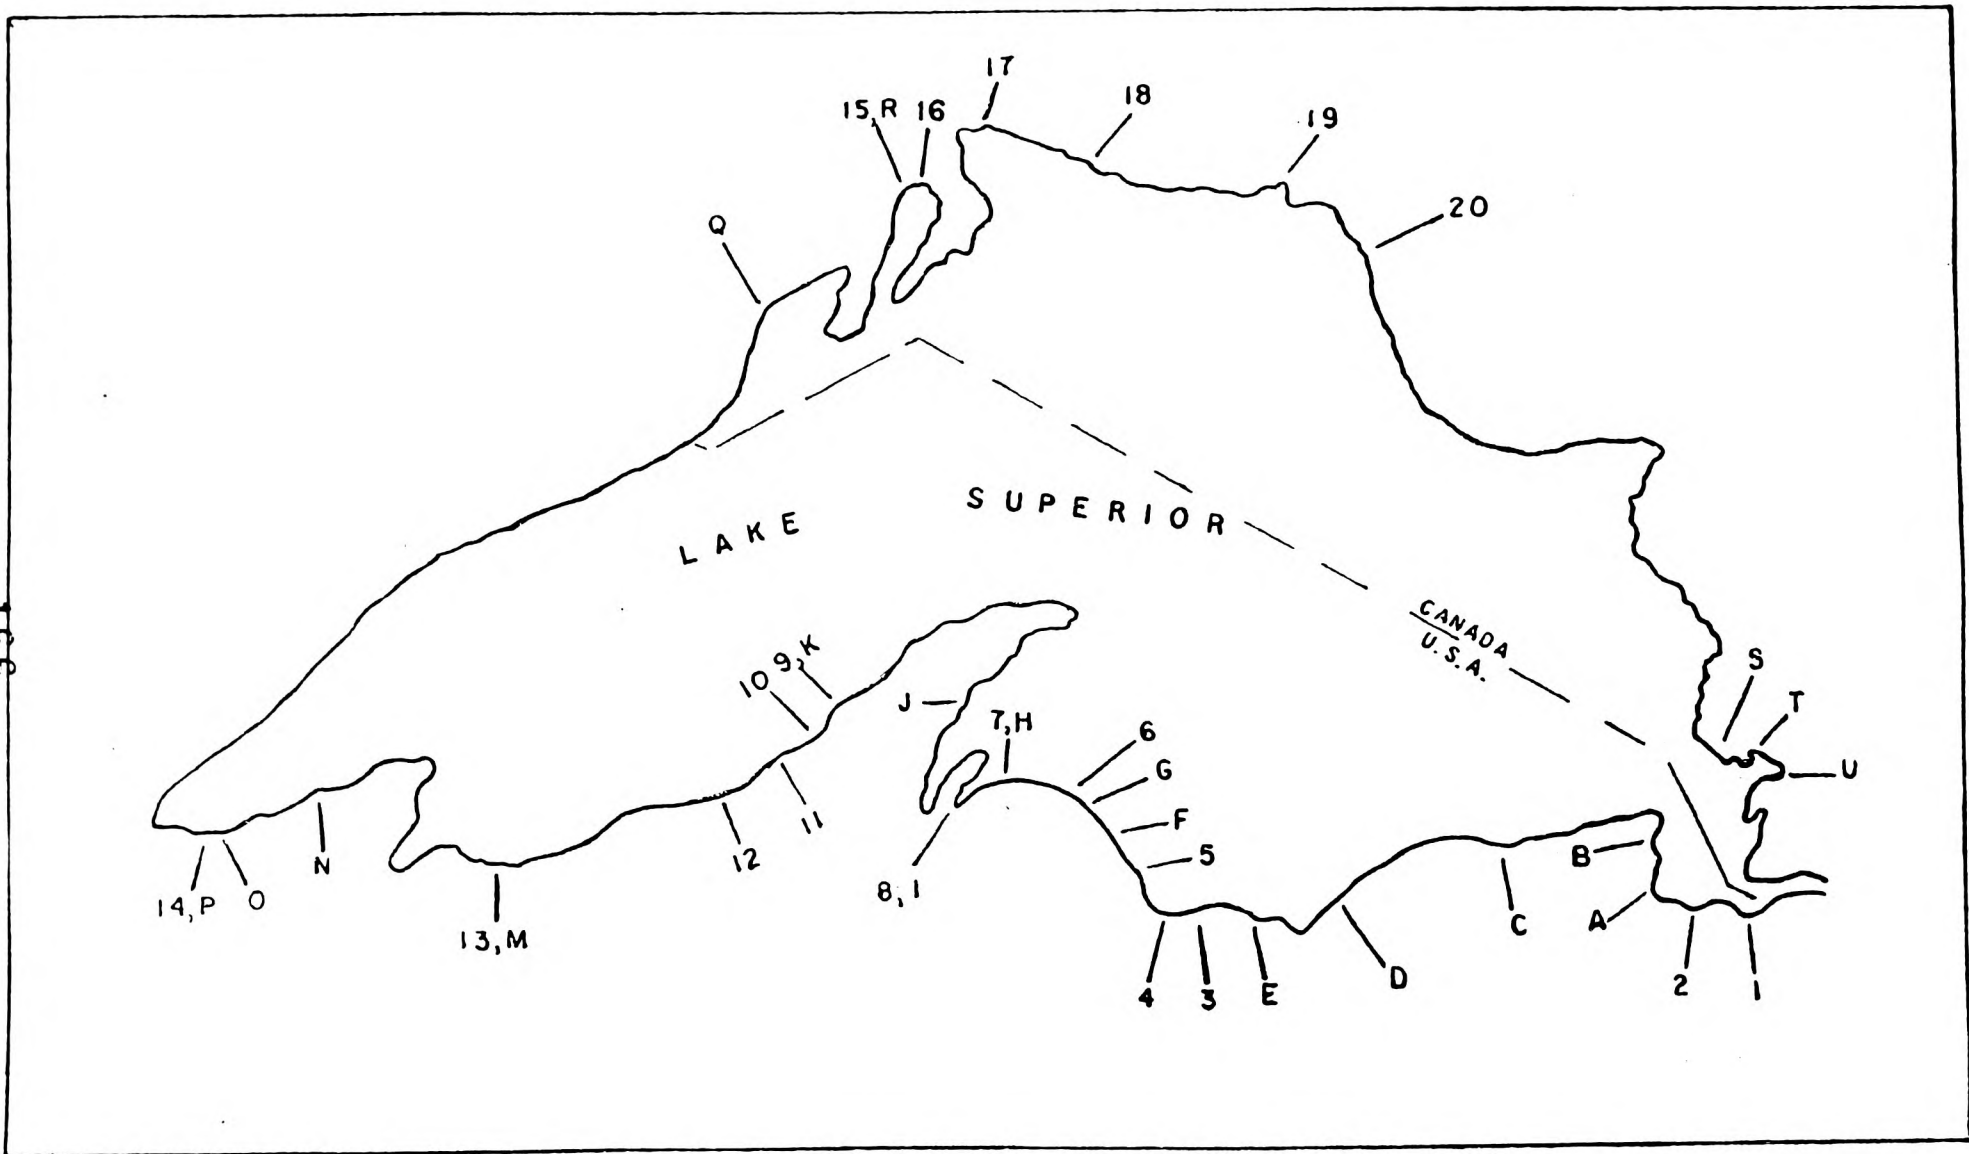 17
18
15,R 16
19
20
Q
SUPERIOR
LAKE
CANADA
U.S.A.
10 9,K
S
T
J
7,H
6
G
U
F
5
B
11
12
N
8,I
14,P O
13,M
C
A
D
4 3 E
2 1